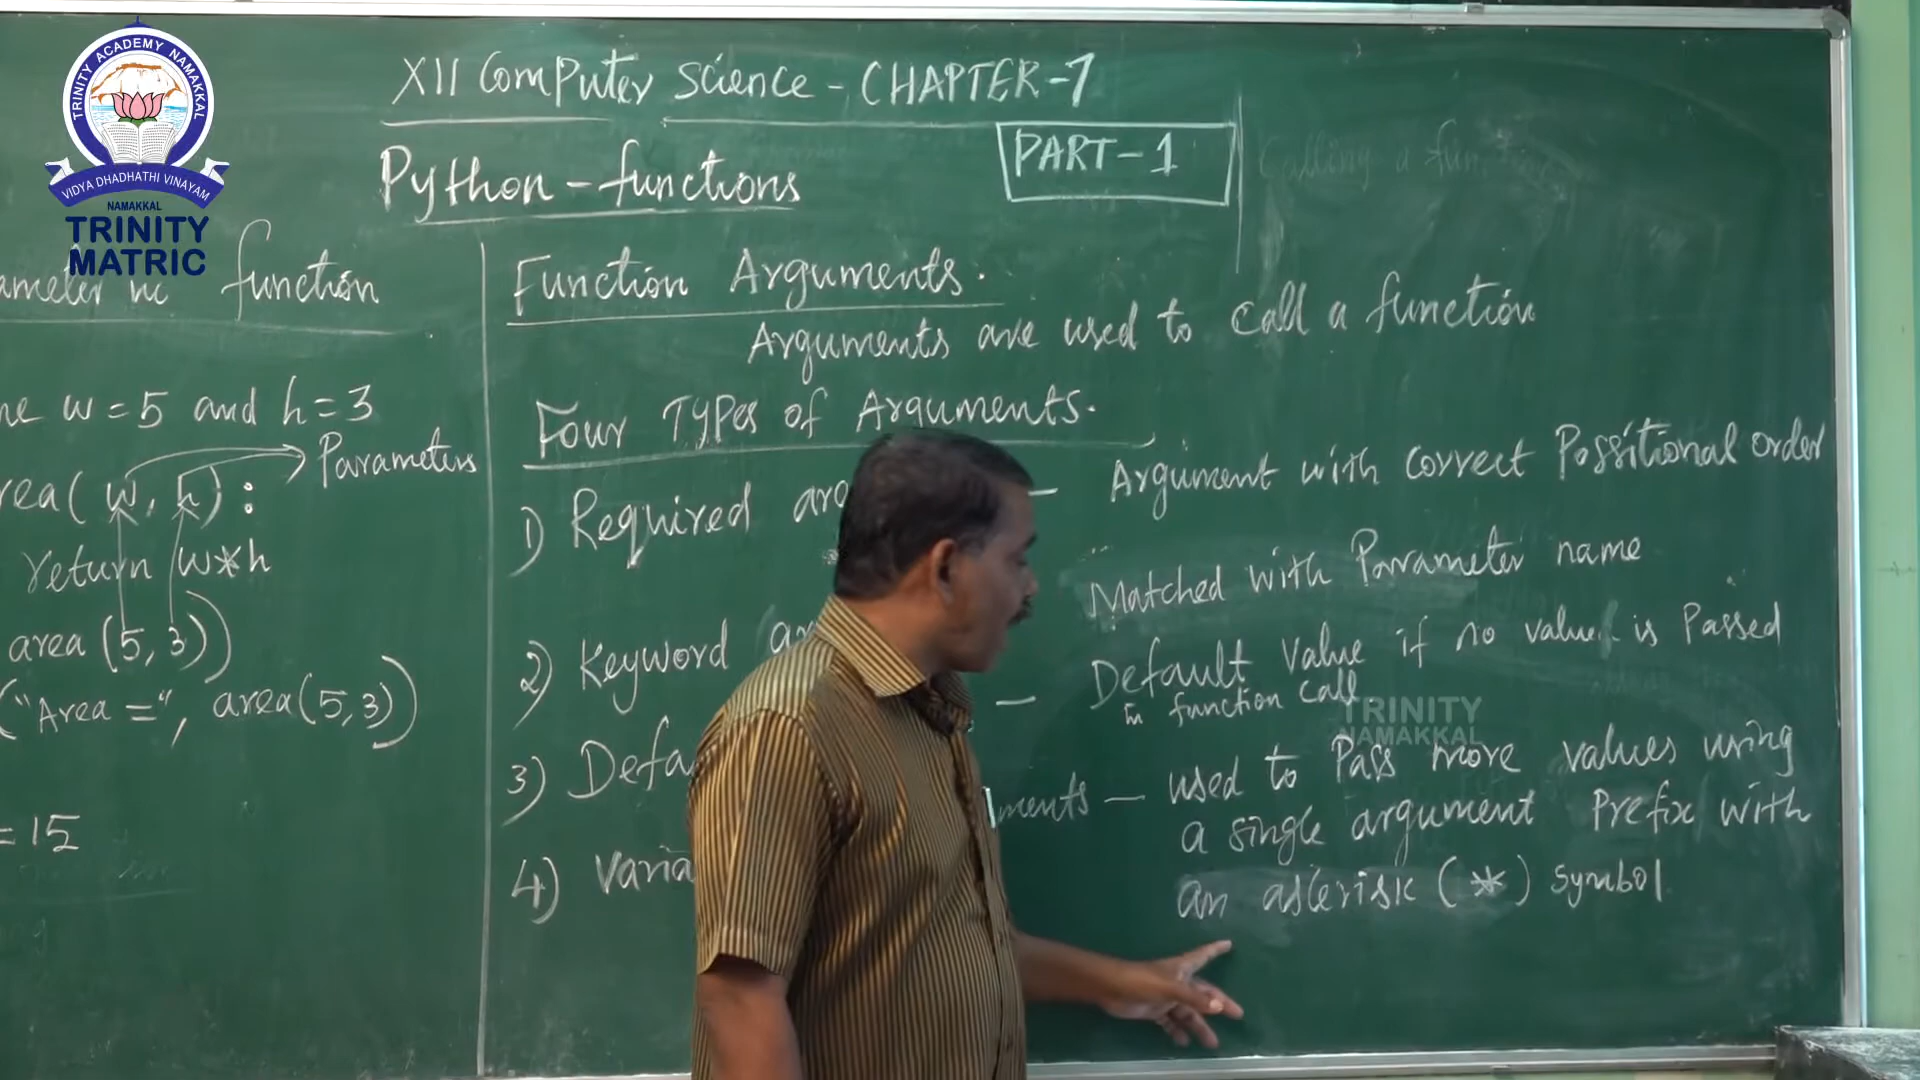 TRINITY ACADEMY NAMAKKAL
VIDYA DHADHATHI VINAYAM
NAMAKKAL
TRINITY
MATRIC
XII Computer Science - CHAPTER-7
PART-1
Python - functions
Calling a
function
w = 5 and h = 3
Parameters
(w, h) :
return w*h
area (5, 3))
("Area =", area(5,3))
= 15
Function Arguments.
Arguments are used to call a function
Four Types of Arguments.
1) Required - Argument with correct Possitional order
2) Keyword Matched with Parameter name
3) - Default value if no value is Passed
in function call
4) - used to Pass more values using
a single argument Prefix with
an asterisk (*) symbol
TRINITY
NAMAKKAL